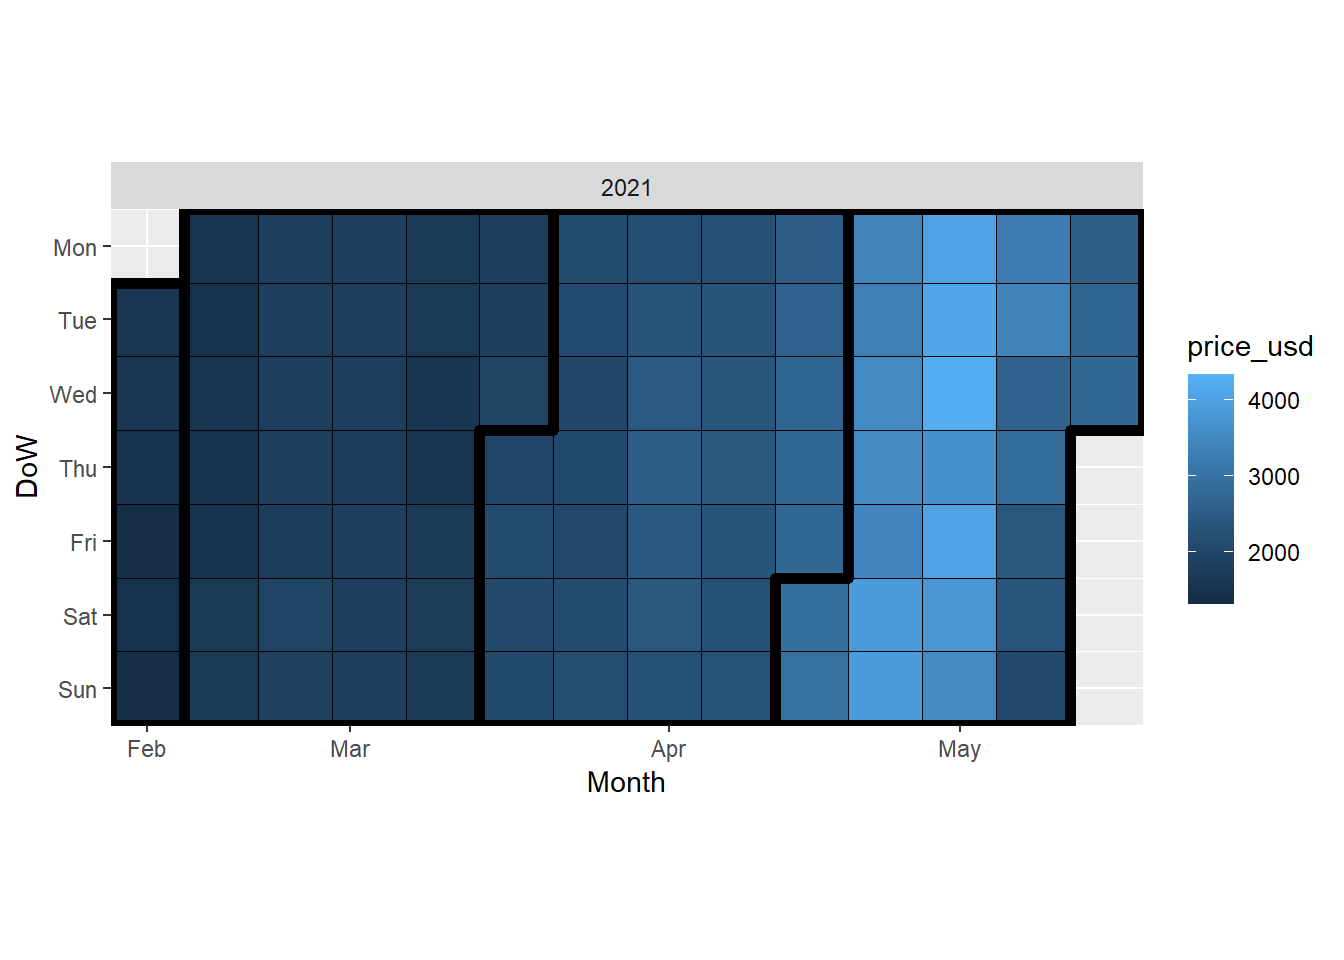 2021
Mon
Tue
Wed
Thu
Fri
Sat
Sun
DoW
Feb
Mar
Apr
May
Month
price_usd
4000
3000
2000